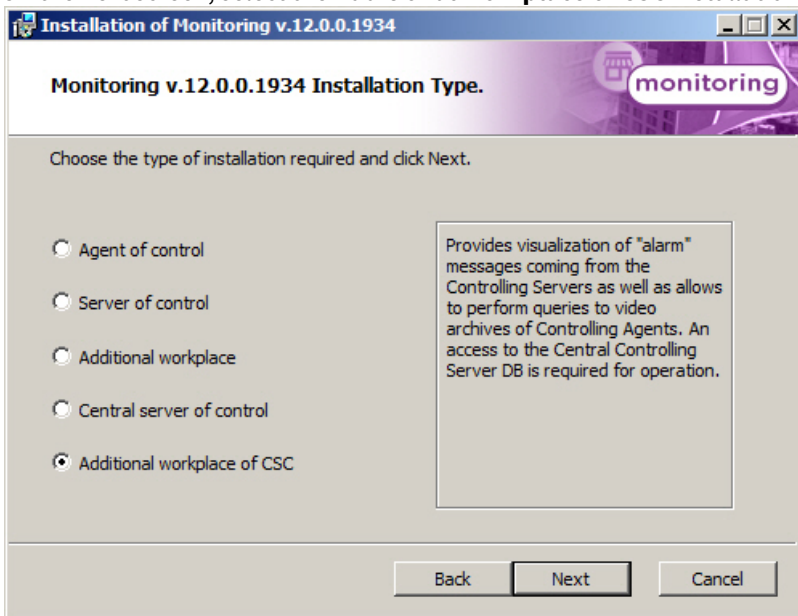 Installation of Monitoring v.12.0.0.1934
Monitoring v.12.0.0.1934 Installation Type.
monitoring
Choose the type of installation required and click Next.
Agent of control
Server of control
Additional workplace
Central server of control
Additional workplace of CSC
Provides visualization of "alarm"
messages coming from the
Controlling Servers as well as allows
to perform queries to video
archives of Controlling Agents. An
access to the Central Controlling
Server DB is required for operation.
Back
Next
Cancel